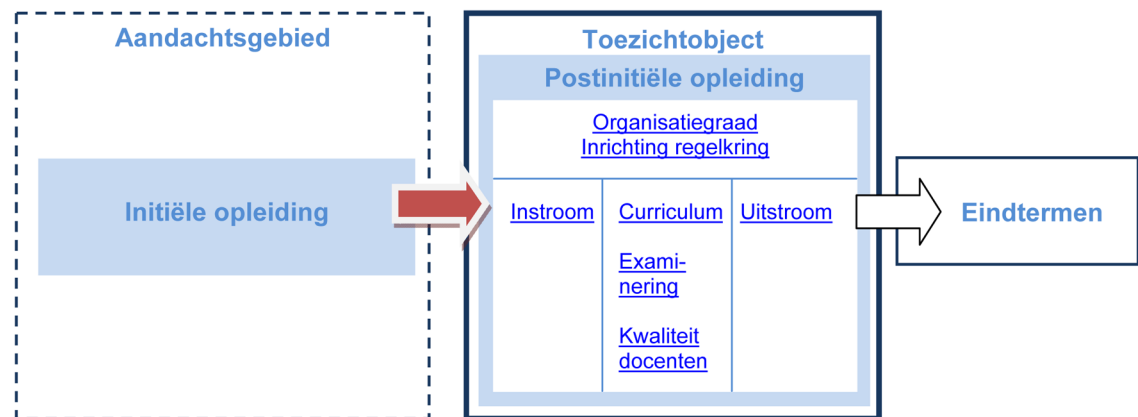 Aandachtsgebied
Initiële opleiding
Toezichtobject
Postinitiële opleiding
Organisatiegraad
Inrichting regelkring
Instroom
Curriculum
Exami-
nering
Kwaliteit
docenten
Uitstroom
Eindtermen